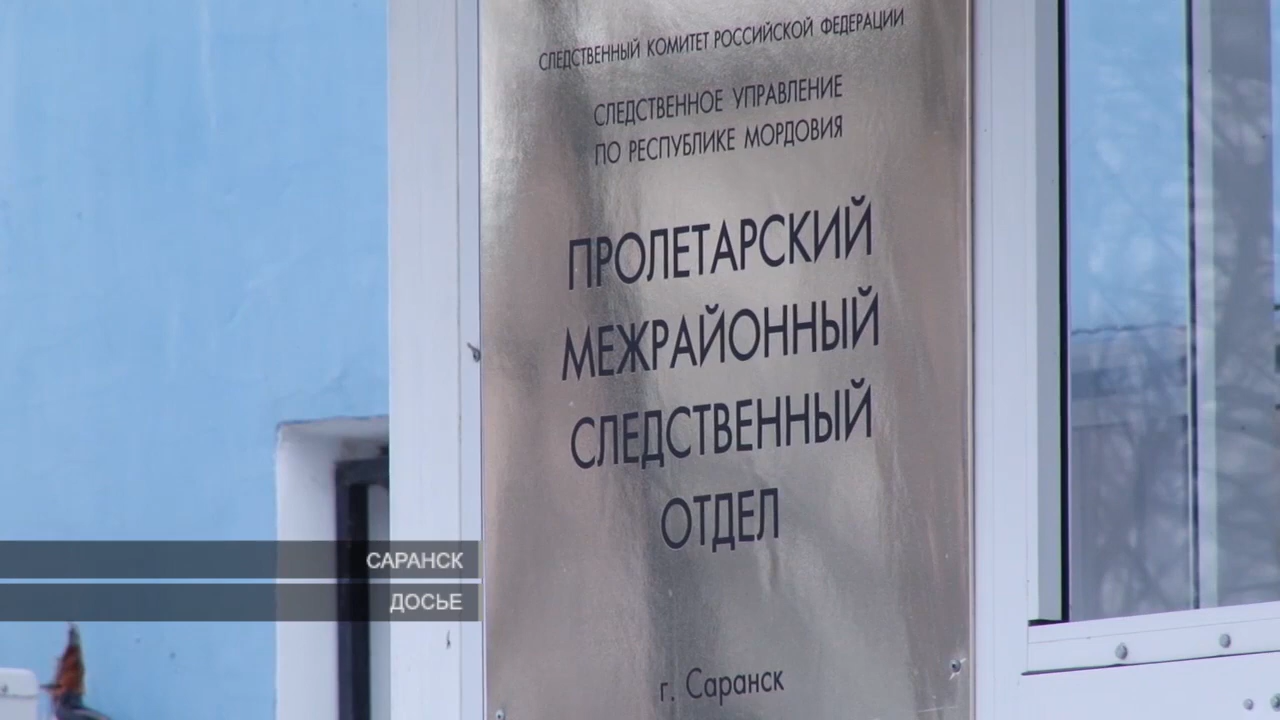 СЛЕДСТВЕННЫЙ КОМИТЕТ РОССИЙСКОЙ ФЕДЕРАЦИИ
СЛЕДСТВЕННОЕ УПРАВЛЕНИЕ
ПО РЕСПУБЛИКЕ МОРДОВИЯ
ПРОЛЕТАРСКИЙ
МЕЖРАЙОННЫЙ
СЛЕДСТВЕННЫЙ
ОТДЕЛ
г. Саранск
САРАНСК
ДОСЬЕ